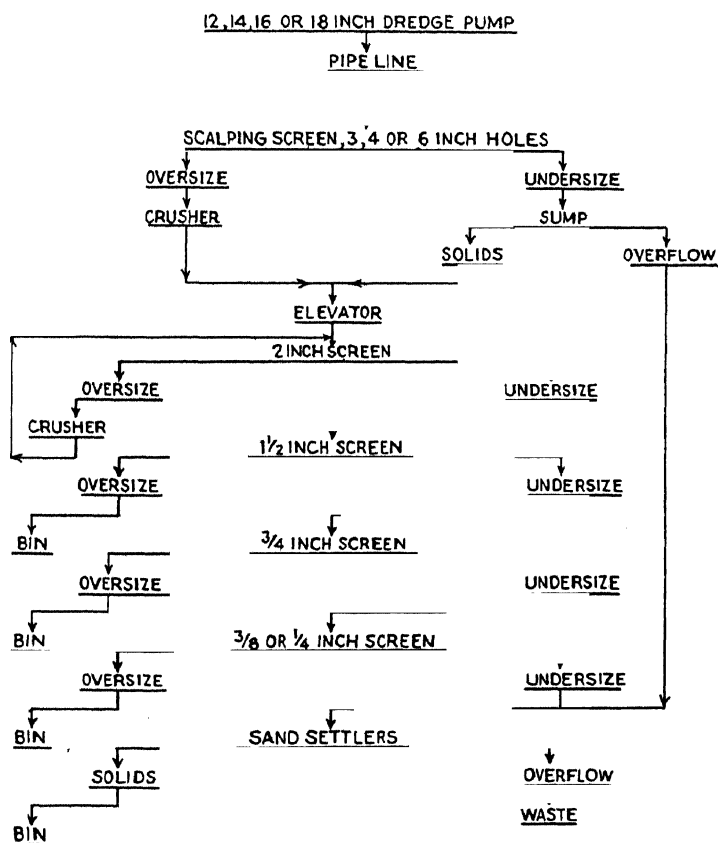 12, 14, 16 OR 18 INCH DREDGE PUMP
PIPE LINE
SCALPING SCREEN, 3, 4 OR 6 INCH HOLES
OVERSIZE
UNDERSIZE
CRUSHER
SUMP
SOLIDS
OVERFLOW
ELEVATOR
2 INCH SCREEN
OVERSIZE
UNDERSIZE
CRUSHER
1 1/2 INCH SCREEN
OVERSIZE
UNDERSIZE
BIN
3/4 INCH SCREEN
OVERSIZE
UNDERSIZE
BIN
3/8 OR 1/4 INCH SCREEN
OVERSIZE
UNDERSIZE
BIN
SAND SETTLERS
SOLIDS
OVERFLOW
BIN
WASTE